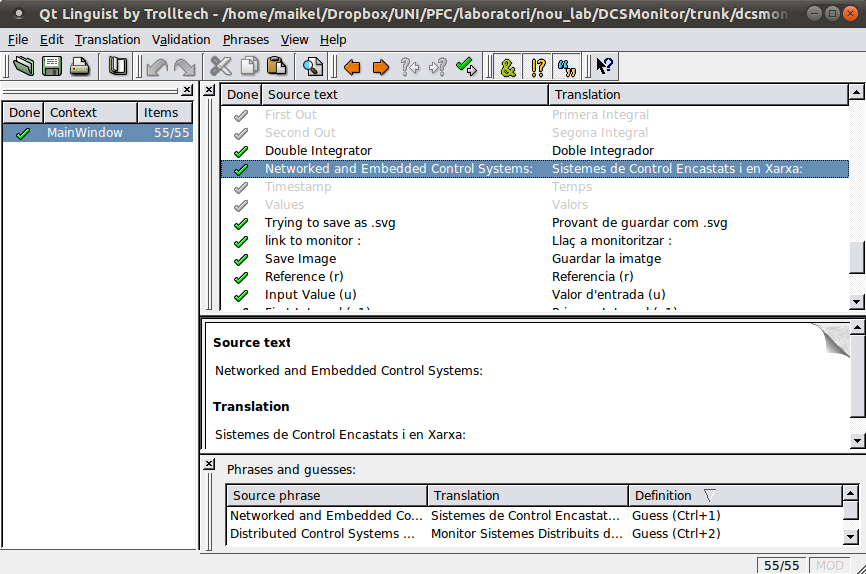 Qt Linguist by Trolltech - /home/maikel/Dropbox/UNI/PFC/laboratori/nou_lab/DCSMonitor/trunk/dcsmon
File Edit Translation Validation Phrases View Help
Done Context Items
MainWindow 55/55
Done Source text Translation
First Out Primera Integral
Second Out Segona Integral
Double Integrator Doble Integrador
Networked and Embedded Control Systems: Sistemes de Control Encastats i en Xarxa:
Timestamp Temps
Values Valors
Trying to save as .svg Provant de guardar com .svg
link to monitor : Llaç a monitoritzar :
Save Image Guardar la imatge
Reference (r) Referencia (r)
Input Value (u) Valor d'entrada (u)
Source text
Networked and Embedded Control Systems:
Translation
Sistemes de Control Encastats i en Xarxa:
Phrases and guesses:
Source phrase Translation Definition
Networked and Embedded Co... Sistemes de Control Encastat... Guess (Ctrl+1)
Distributed Control Systems ... Monitor Sistemes Distribuits d... Guess (Ctrl+2)
55/55 MOD